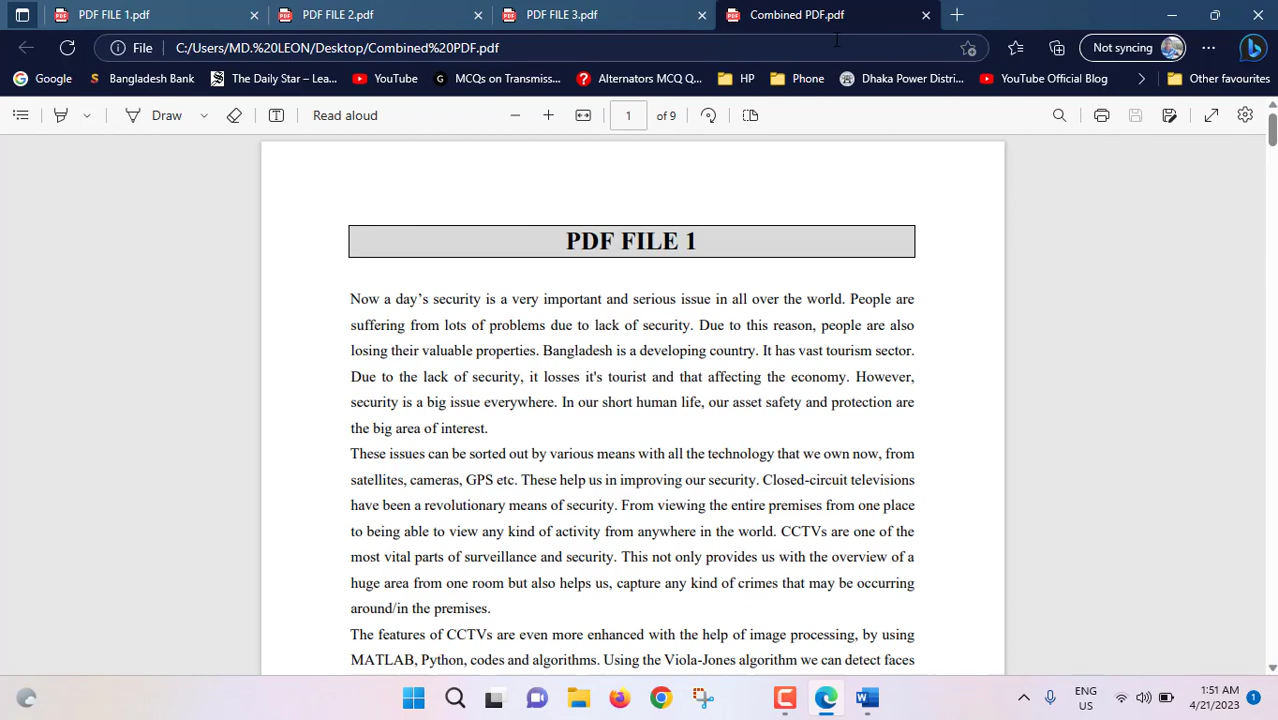 PDF FILE 1.pdf
PDF FILE 2.pdf
PDF FILE 3.pdf
Combined PDF.pdf
File
C:/Users/MD.%20LEON/Desktop/Combined%20PDF.pdf
Not syncing
Google
Bangladesh Bank
The Daily Star – Lea...
YouTube
MCQs on Transmiss...
Alternators MCQ Q...
HP
Phone
Dhaka Power Distri...
YouTube Official Blog
Other favourites
Draw
Read aloud
1
of 9
PDF FILE 1
Now a day’s security is a very important and serious issue in all over the world. People are
suffering from lots of problems due to lack of security. Due to this reason, people are also
losing their valuable properties. Bangladesh is a developing country. It has vast tourism sector.
Due to the lack of security, it losses it's tourist and that affecting the economy. However,
security is a big issue everywhere. In our short human life, our asset safety and protection are
the big area of interest.
These issues can be sorted out by various means with all the technology that we own now, from
satellites, cameras, GPS etc. These help us in improving our security. Closed-circuit televisions
have been a revolutionary means of security. From viewing the entire premises from one place
to being able to view any kind of activity from anywhere in the world. CCTVs are one of the
most vital parts of surveillance and security. This not only provides us with the overview of a
huge area from one room but also helps us, capture any kind of crimes that may be occurring
around/in the premises.
The features of CCTVs are even more enhanced with the help of image processing, by using
MATLAB, Python, codes and algorithms. Using the Viola-Jones algorithm we can detect faces
ENG
US
1:51 AM
4/21/2023
1